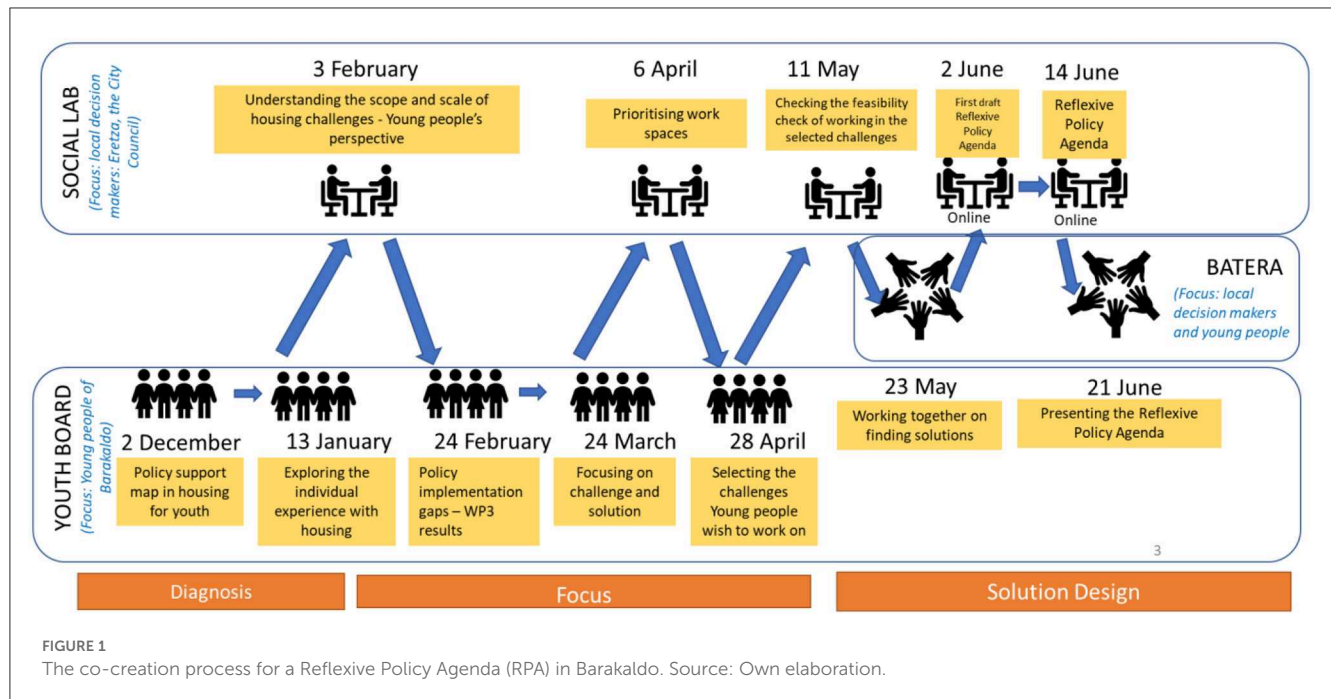 SOCIAL LAB
(Focus: local decision
makers: Eretza, the City
Council)
3 February
Understanding the scope and scale of
housing challenges - Young people's
perspective
6 April
Prioritising work
spaces
11 May
Checking the feasibility
check of working in the
selected challenges
2 June
First draft
Reflexive
Policy
Agenda
Online
14 June
Reflexive
Policy
Agenda
Online
BATERA
(Focus: local
decision makers
and young people
YOUTH BOARD
(Focus: Young people of
Barakaldo)
2 December
Policy support
map in housing
for youth
13 January
Exploring the
individual
experience with
housing
24 February
Policy
implementation
gaps – WP3
results
24 March
Focusing on
challenge and
solution
28 April
Selecting the
challenges
Young people
wish to work on
23 May
Working together on
finding solutions
21 June
Presenting the Reflexive
Policy Agenda
3
Diagnosis
Focus
Solution Design
FIGURE 1
The co-creation process for a Reflexive Policy Agenda (RPA) in Barakaldo. Source: Own elaboration.